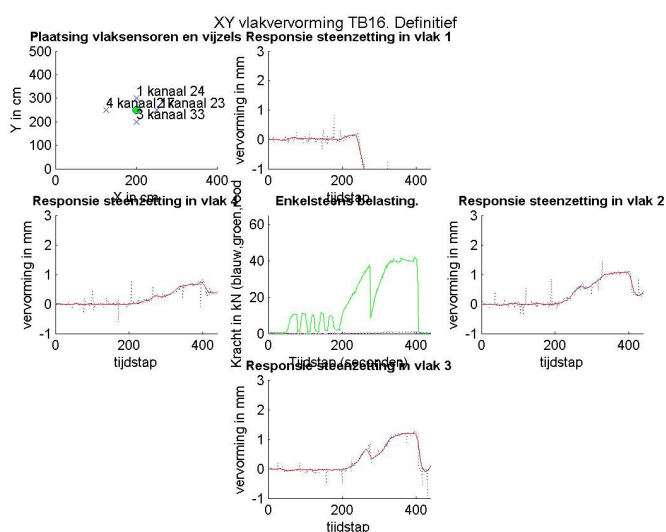 XY vlakvervorming TB16. Definitief
Plaatsing vlaksensoren en vijzels
500
400
300
200
100
0
Y in cm
1 kanaal 24
4 kanaal 17
2 kanaal 23
3 kanaal 33
0 200 400
X in cm
Responsie steenzetting in vlak 1
3
2
1
0
-1
vervorming in mm
0 200 400
tijdstap
Responsie steenzetting in vlak 4
3
2
1
0
-1
vervorming in mm
0 200 400
tijdstap
Enkelsteens belasting.
60
40
20
0
Kracht in kN (blauw,groen,rood
0 200 400
Tijdstap (seconden)
Responsie steenzetting in vlak 2
3
2
1
0
-1
vervorming in mm
0 200 400
tijdstap
Responsie steenzetting in vlak 3
3
2
1
0
-1
vervorming in mm
0 200 400
tijdstap